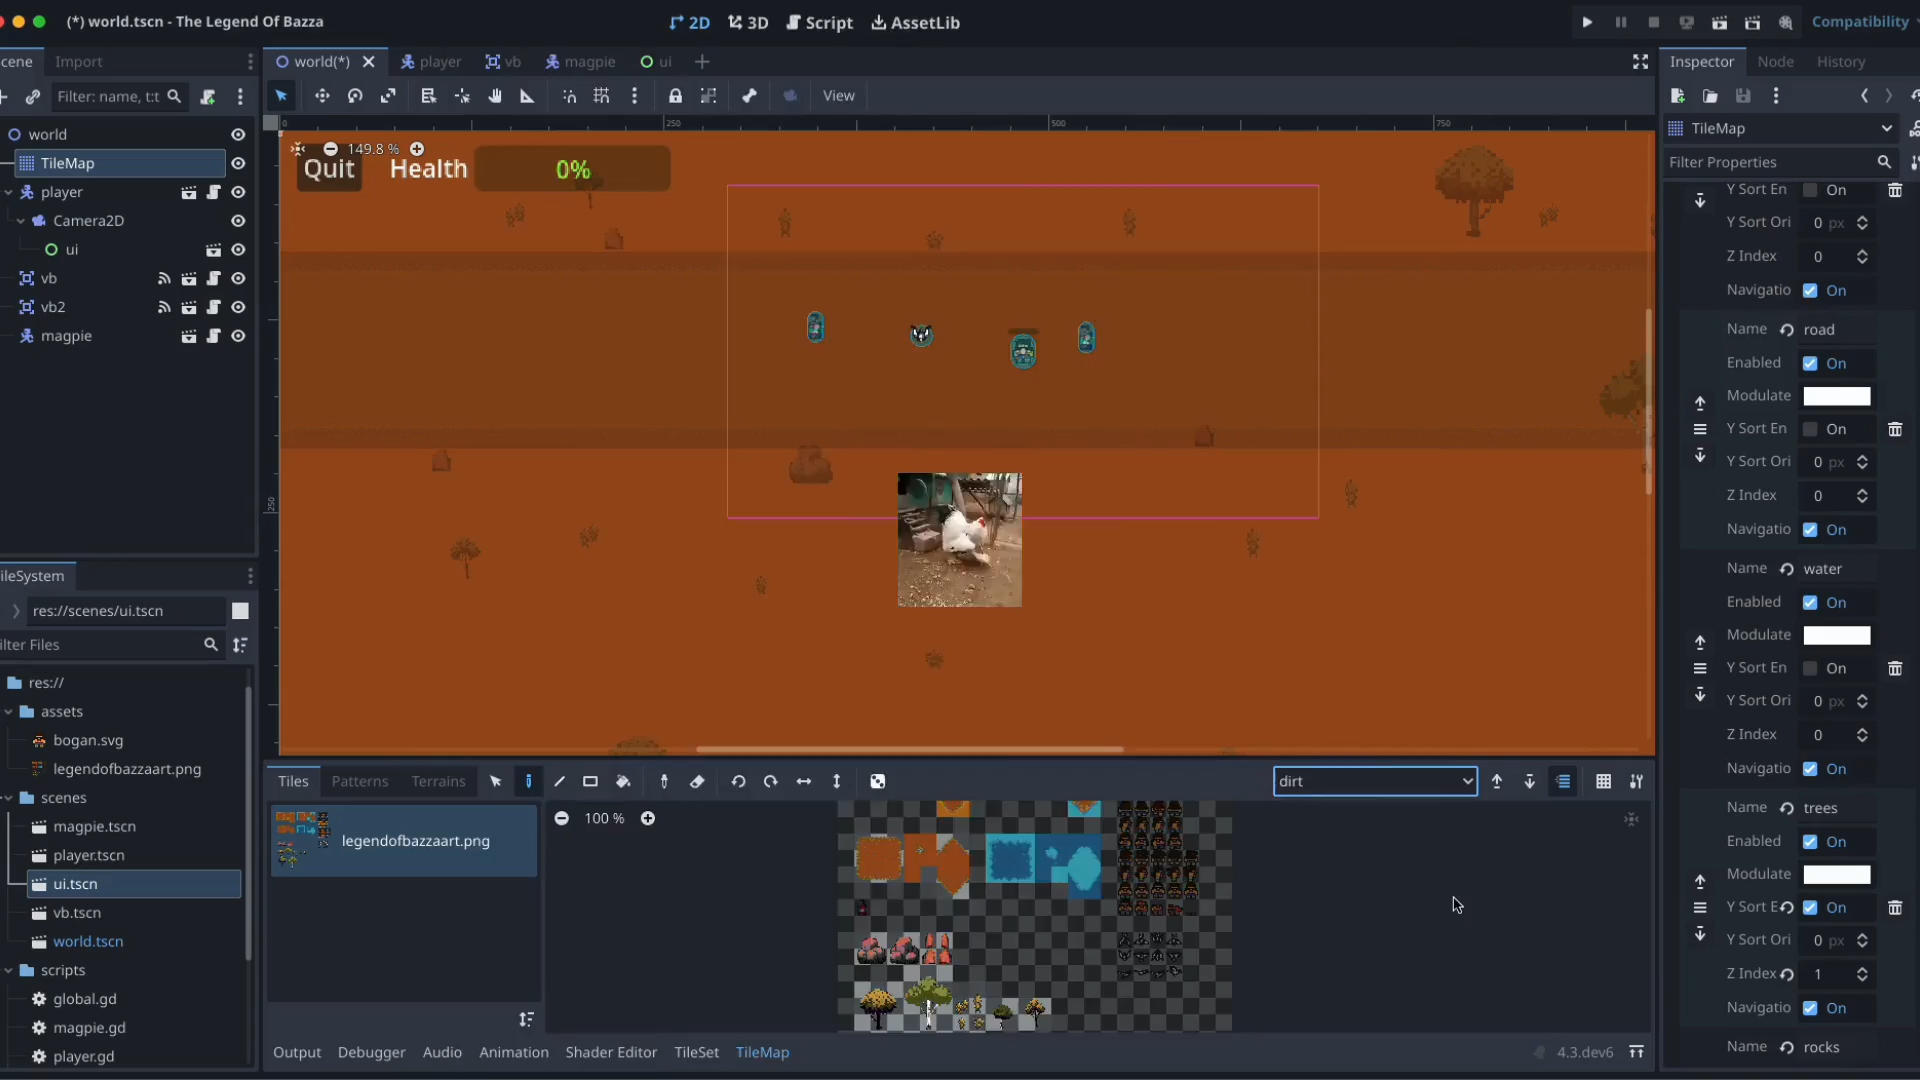 (*) world.tscn - The Legend Of Bazza
2D
3D
Script
AssetLib
Compatibility
cene
Import
world(*)
player
vb
magpie
ui
Inspector
Node
History
Filter: name, t:t
View
world
TileMap
player
Camera2D
ui
vb
vb2
magpie
0
250
500
750
250
149.8 %
Quit
Health
0%
TileMap
Filter Properties
Y Sort En
On
Y Sort Ori
0 px
Z Index
0
Navigatio
On
Name
road
Enabled
On
Modulate
Y Sort En
On
Y Sort Ori
0 px
Z Index
0
Navigatio
On
Name
water
Enabled
On
Modulate
Y Sort En
On
Y Sort Ori
0 px
Z Index
0
Navigatio
On
Name
trees
Enabled
On
Modulate
Y Sort E
On
Y Sort Ori
0 px
Z Index
1
Navigatio
On
Name
rocks
ileSystem
res://scenes/ui.tscn
ilter Files
res://
assets
bogan.svg
legendofbazzaart.png
scenes
magpie.tscn
player.tscn
ui.tscn
vb.tscn
world.tscn
scripts
global.gd
magpie.gd
player.gd
Tiles
Patterns
Terrains
dirt
legendofbazzaart.png
100 %
Output
Debugger
Audio
Animation
Shader Editor
TileSet
TileMap
4.3.dev6